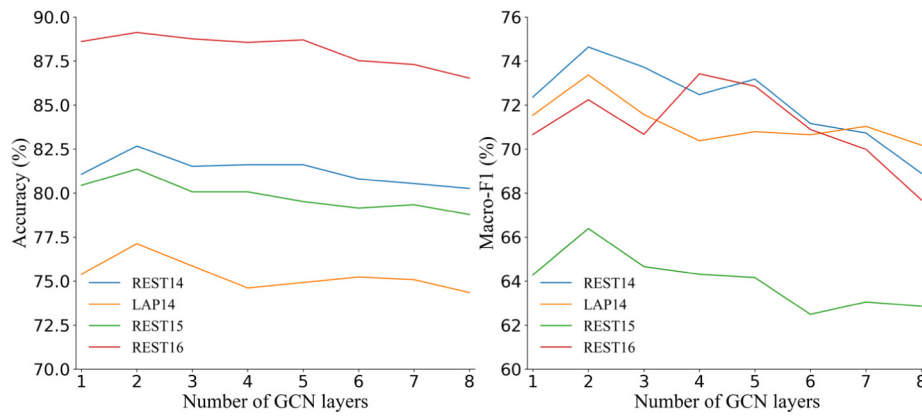 90.0
87.5
85.0
82.5
80.0
77.5
75.0
72.5
70.0
Accuracy (%)
REST14
LAP14
REST15
REST16
1 2 3 4 5 6 7 8
Number of GCN layers
76
74
72
70
68
66
64
62
60
Macro-F1 (%)
REST14
LAP14
REST15
REST16
1 2 3 4 5 6 7 8
Number of GCN layers